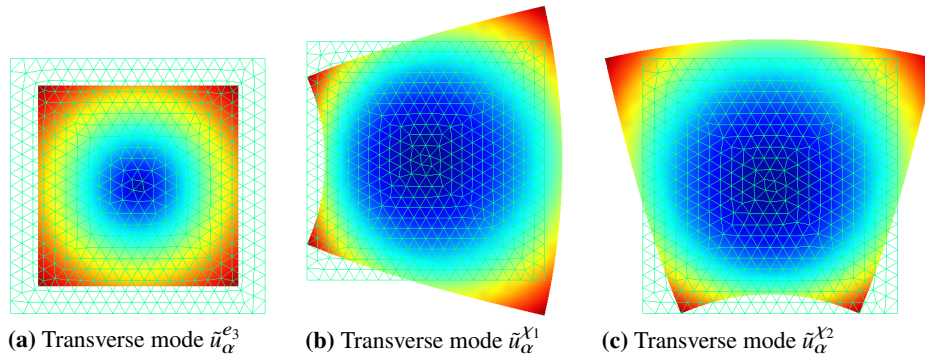 (a) Transverse mode ũ_α^{e_3}
(b) Transverse mode ũ_α^{χ_1}
(c) Transverse mode ũ_α^{χ_2}